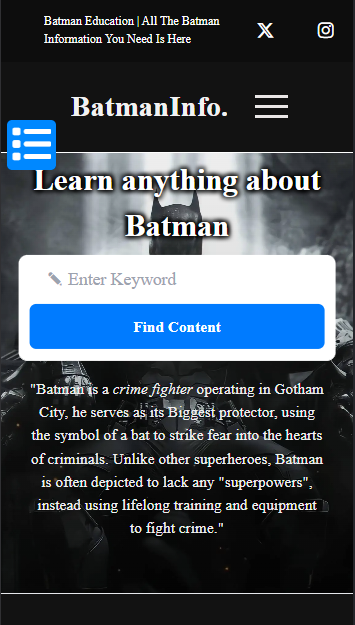 Batman Education | All The Batman
Information You Need Is Here
BatmanInfo.
Learn anything about
Batman
Enter Keyword
Find Content
"Batman is a crime fighter operating in Gotham
City, he serves as its Biggest protector, using
the symbol of a bat to strike fear into the hearts
of criminals. Unlike other superheroes, Batman
is often depicted to lack any "superpowers",
instead using lifelong training and equipment
to fight crime."